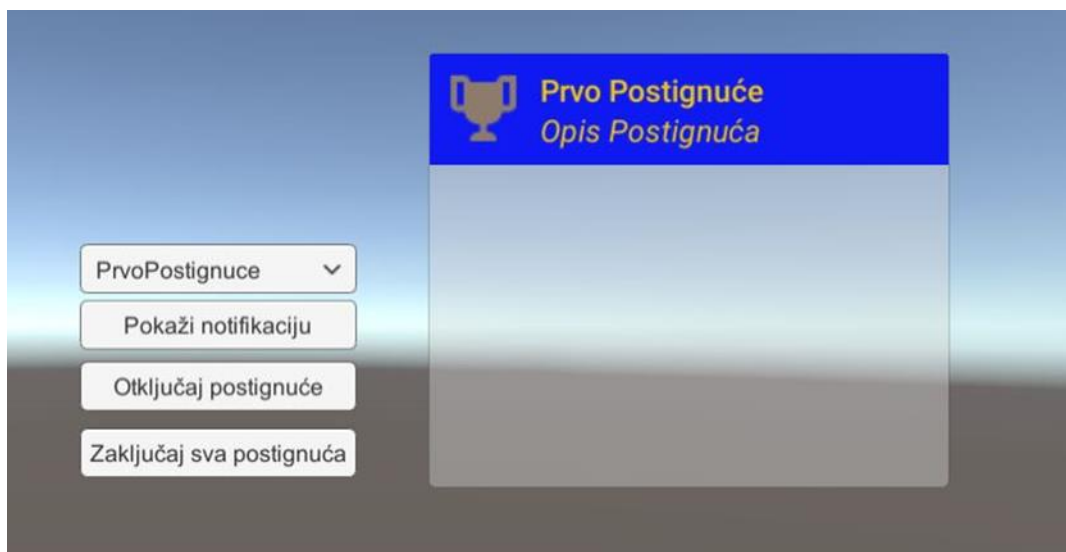 Prvo Postignuće
Opis Postignuća
PrvoPostignuce
Pokaži notifikaciju
Otključaj postignuće
Zaključaj sva postignuća